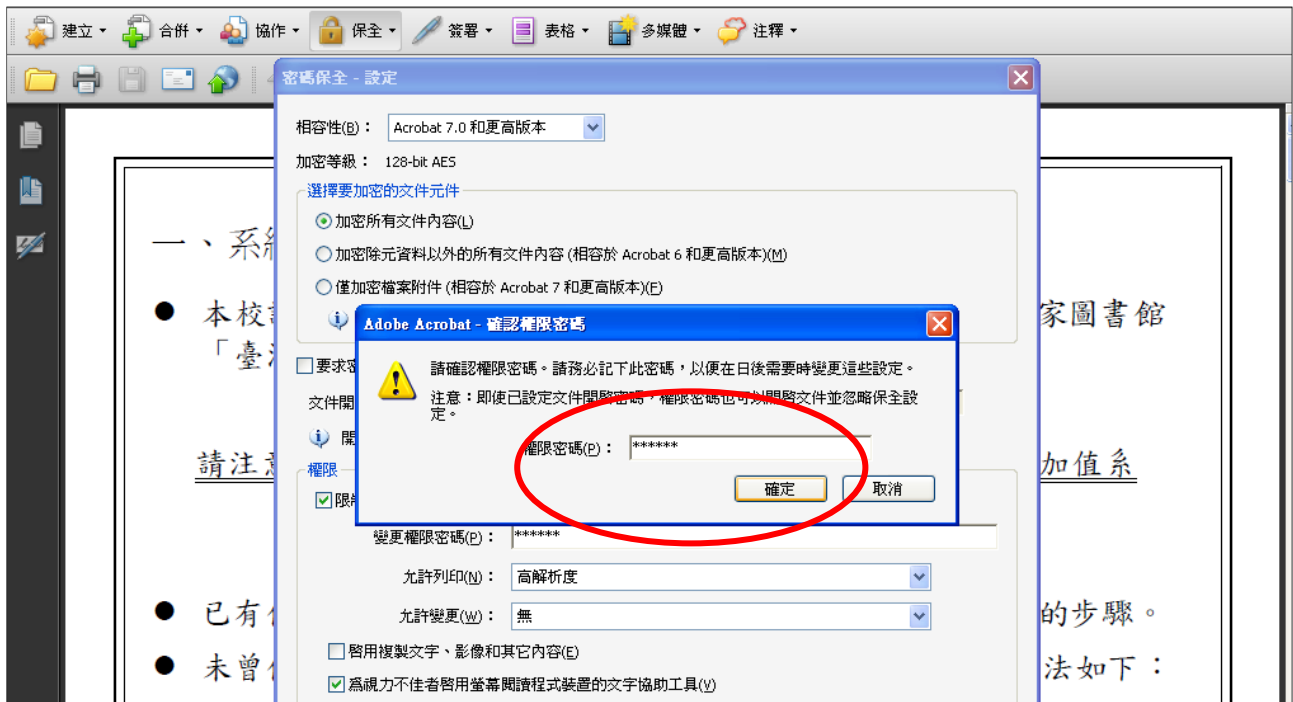 建立 合併 協作 保全 簽署 表格 多媒體 注釋
密碼保全 - 設定
相容性(B)： Acrobat 7.0 和更高版本
加密等級： 128-bit AES
選擇要加密的文件元件
加密所有文件內容(L)
加密除元資料以外的所有文件內容 (相容於 Acrobat 6 和更高版本)(M)
僅加密檔案附件 (相容於 Acrobat 7 和更高版本)(F)
Adobe Acrobat - 確認權限密碼
請確認權限密碼。請務必記下此密碼，以便在日後需要時變更這些設定。
注意：即使已設定文件開啟密碼，權限密碼也可以開啟文件並忽略保全設
定。
權限密碼(P)： ******
確定 取消
要求密
文件開
開
權限
限制
變更權限密碼(P)： ******
允許列印(N)： 高解析度
允許變更(W)： 無
啟用複製文字、影像和其它內容(E)
為視力不佳者啟用螢幕閱讀程式裝置的文字協助工具(V)
一、系統
● 本校 家圖書館
「臺灣
請注意 加值系
● 已有 的步驟。
● 未曾 法如下：